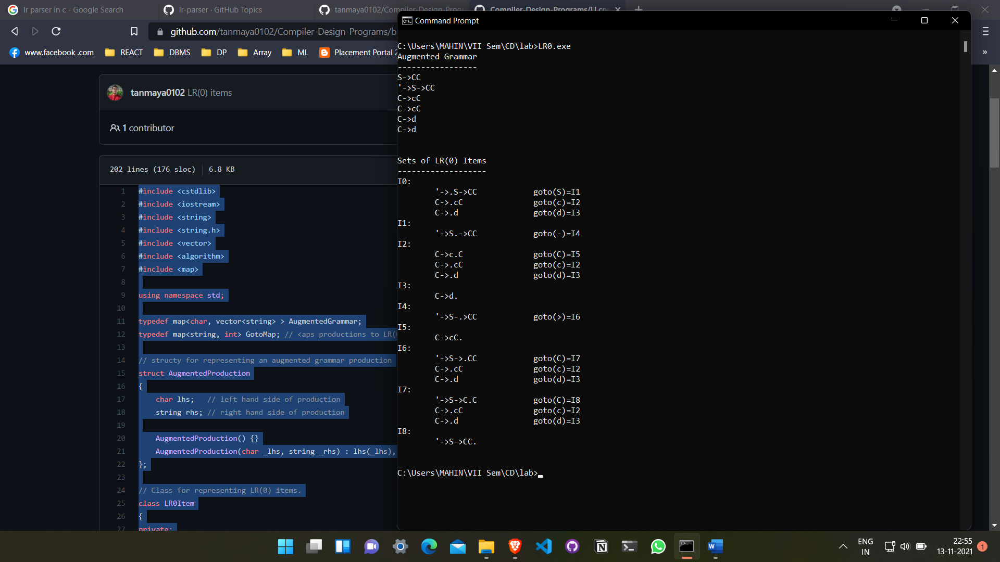 lr parser in c - Google Search
lr-parser · GitHub Topics
tanmaya0102/Compiler-Design-Progr
Compiler-Design-Programs/LLcpp
Command Prompt
github.com/tanmaya0102/Compiler-Design-Programs/b
www.facebook .com
REACT
DBMS
DP
Array
ML
Placement Portal 2
»
tanmaya0102 LR(0) items
1 contributor
202 lines (176 sloc)
6.8 KB
1 #include <cstdlib>
2 #include <iostream>
3 #include <string>
4 #include <string.h>
5 #include <vector>
6 #include <algorithm>
7 #include <map>
8
9 using namespace std;
10
11 typedef map<char, vector<string> > AugmentedGrammar;
12 typedef map<string, int> GotoMap; // <aps productions to LR(
13
14 // structy for representing an augmented grammar production
15 struct AugmentedProduction
16 {
17 char lhs; // left hand side of production
18 string rhs; // right hand side of production
19
20 AugmentedProduction() {}
21 AugmentedProduction(char _lhs, string _rhs) : lhs(_lhs),
22 };
23
24 // Class for representing LR(0) items.
25 class LR0Item
26 {
27 private:
C:\Users\MAHIN\VII Sem\CD\lab>LR0.exe
Augmented Grammar
-----------------
S->CC
'->S->CC
C->cC
C->cC
C->d
C->d
Sets of LR(0) Items
-------------------
I0:
'->.S->CC goto(S)=I1
C->.cC goto(c)=I2
C->.d goto(d)=I3
I1:
'->S.->CC goto(-)=I4
I2:
C->c.C goto(C)=I5
C->.cC goto(c)=I2
C->.d goto(d)=I3
I3:
C->d.
I4:
'->S-.>CC goto(>)=I6
I5:
C->cC.
I6:
'->S->.CC goto(C)=I7
C->.cC goto(c)=I2
C->.d goto(d)=I3
I7:
'->S->C.C goto(C)=I8
C->.cC goto(c)=I2
C->.d goto(d)=I3
I8:
'->S->CC.
C:\Users\MAHIN\VII Sem\CD\lab>
ENG
IN
22:55
13-11-2021
1